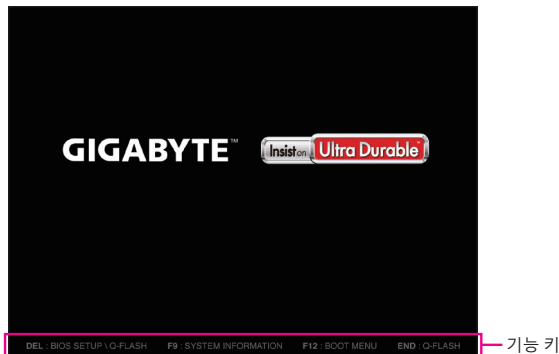 GIGABYTE™
Insist on Ultra Durable™
DEL : BIOS SETUP \ Q-FLASH F9 : SYSTEM INFORMATION F12 : BOOT MENU END : Q-FLASH
기능 키